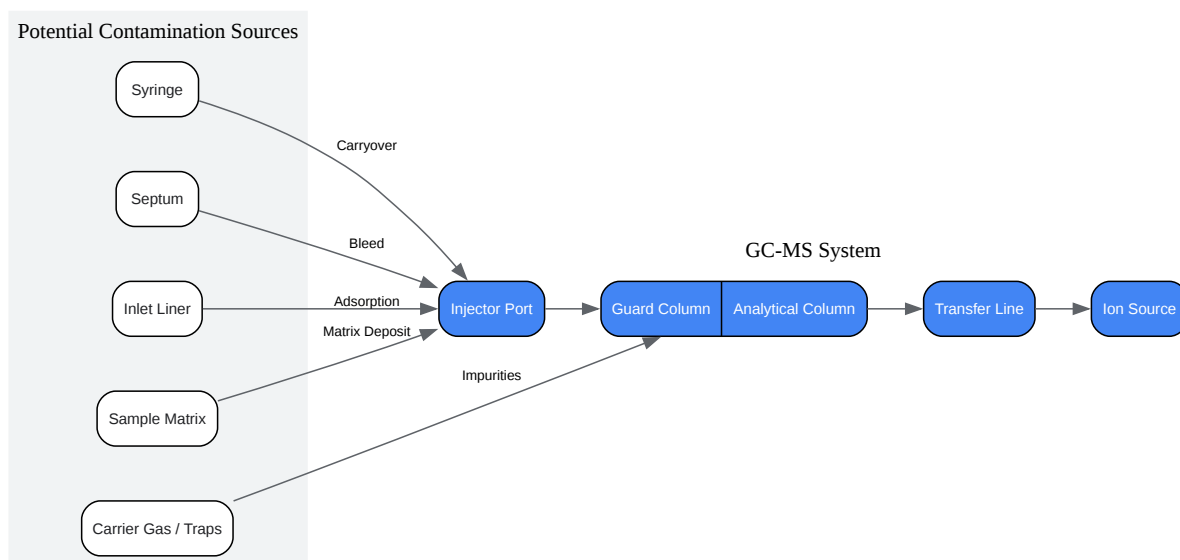 Potential Contamination Sources
Syringe
Carryover
Septum
Bleed
GC-MS System
Inlet Liner
Adsorption
Injector Port
Guard Column
Analytical Column
Transfer Line
Ion Source
Matrix Deposit
Impurities
Sample Matrix
Carrier Gas / Traps